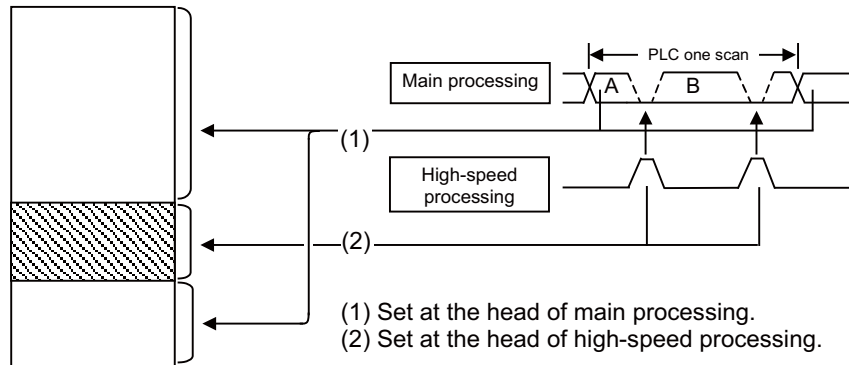 PLC one scan
Main processing
A
B
(1)
High-speed
processing
(2)
(1) Set at the head of main processing.
(2) Set at the head of high-speed processing.